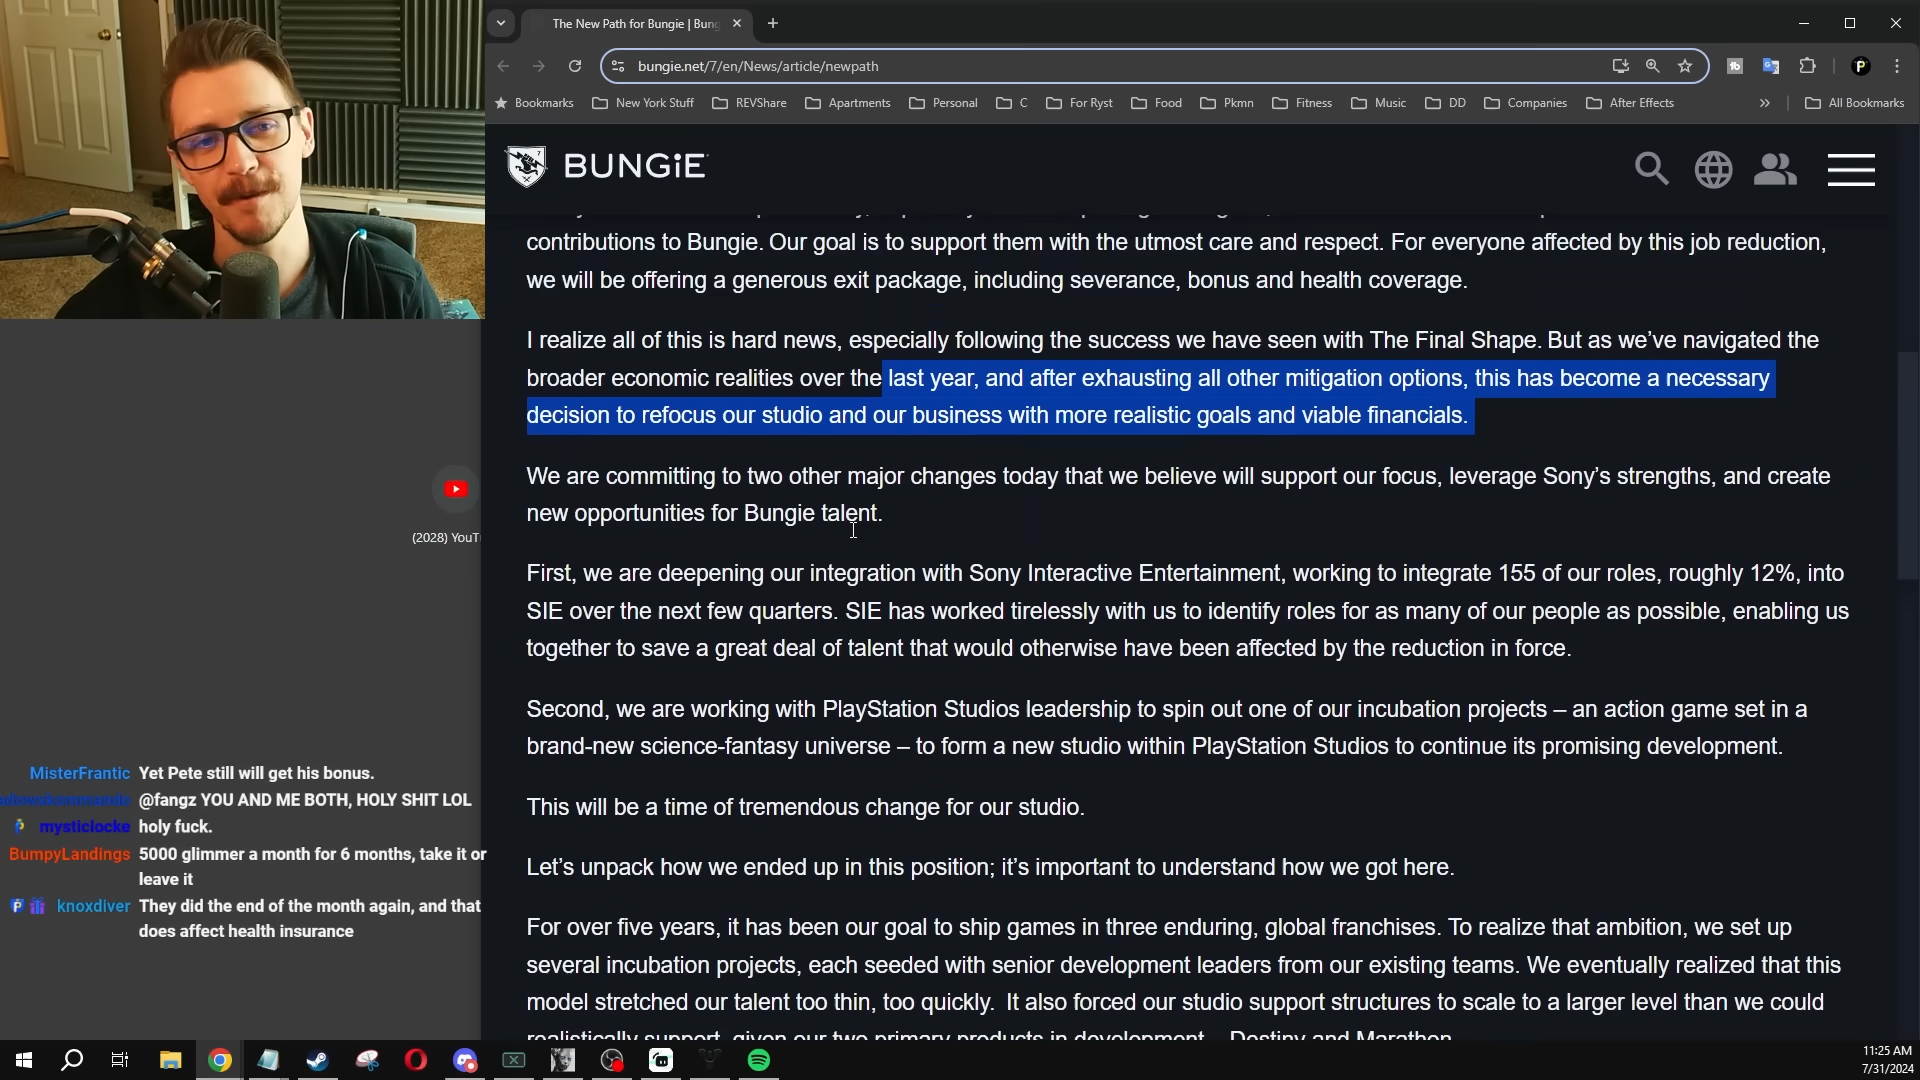 The New Path for Bungie | Bung
bungie.net/7/en/News/article/newpath
Bookmarks New York Stuff REVShare Apartments Personal C For Ryst Food Pkmn Fitness Music DD Companies After Effects » All Bookmarks
BUNGiE
contributions to Bungie. Our goal is to support them with the utmost care and respect. For everyone affected by this job reduction,
we will be offering a generous exit package, including severance, bonus and health coverage.
I realize all of this is hard news, especially following the success we have seen with The Final Shape. But as we’ve navigated the
broader economic realities over the last year, and after exhausting all other mitigation options, this has become a necessary
decision to refocus our studio and our business with more realistic goals and viable financials.
We are committing to two other major changes today that we believe will support our focus, leverage Sony’s strengths, and create
new opportunities for Bungie talent.
First, we are deepening our integration with Sony Interactive Entertainment, working to integrate 155 of our roles, roughly 12%, into
SIE over the next few quarters. SIE has worked tirelessly with us to identify roles for as many of our people as possible, enabling us
together to save a great deal of talent that would otherwise have been affected by the reduction in force.
Second, we are working with PlayStation Studios leadership to spin out one of our incubation projects – an action game set in a
brand-new science-fantasy universe – to form a new studio within PlayStation Studios to continue its promising development.
This will be a time of tremendous change for our studio.
Let’s unpack how we ended up in this position; it’s important to understand how we got here.
For over five years, it has been our goal to ship games in three enduring, global franchises. To realize that ambition, we set up
several incubation projects, each seeded with senior development leaders from our existing teams. We eventually realized that this
model stretched our talent too thin, too quickly. It also forced our studio support structures to scale to a larger level than we could
realistically support, given our two primary products in development – Destiny and Marathon.
(2028) YouT
MisterFrantic Yet Pete still will get his bonus.
@fangz YOU AND ME BOTH, HOLY SHIT LOL
mysticlocke holy fuck.
BumpyLandings 5000 glimmer a month for 6 months, take it or
leave it
knoxdiver They did the end of the month again, and that
does affect health insurance
11:25 AM
7/31/2024